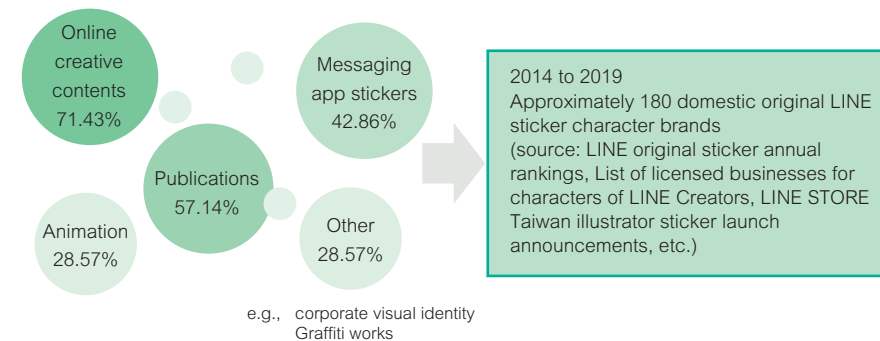 Online
creative
contents
71.43%
Messaging
app stickers
42.86%
Publications
57.14%
Animation
28.57%
Other
28.57%
e.g., corporate visual identity
Graffiti works
2014 to 2019
Approximately 180 domestic original LINE
sticker character brands
(source: LINE original sticker annual
rankings, List of licensed businesses for
characters of LINE Creators, LINE STORE
Taiwan illustrator sticker launch
announcements, etc.)